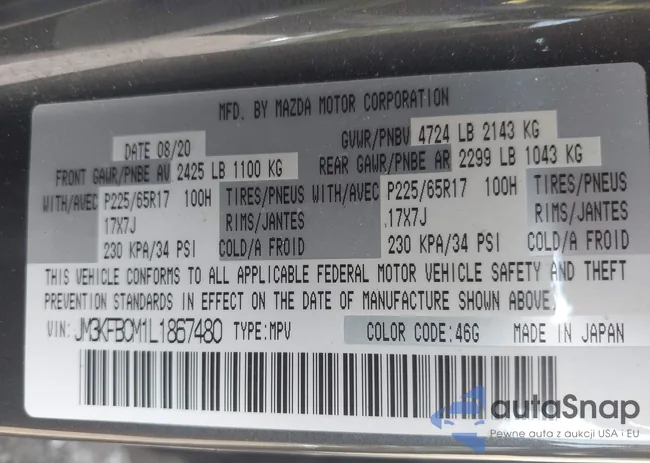 MFD. BY MAZDA MOTOR CORPORATION
DATE 08/20 GVWR/PNBV 4724 LB 2143 KG
FRONT GAWR/PNBE AV 2425 LB 1100 KG REAR GAWR/PNBE AR 2299 LB 1043 KG
WITH/AVEC P225/65R17 100H TIRES/PNEUS WITH/AVEC P225/65R17 100H TIRES/PNEUS
17X7J RIMS/JANTES 17X7J RIMS/JANTES
230 KPA/34 PSI COLD/A FROID 230 KPA/34 PSI COLD/A FROID
THIS VEHICLE CONFORMS TO ALL APPLICABLE FEDERAL MOTOR VEHICLE SAFETY AND THEFT
PREVENTION STANDARDS IN EFFECT ON THE DATE OF MANUFACTURE SHOWN ABOVE.
VIN: JM3KFBCM1L1867480 TYPE:MPV COLOR CODE:46G MADE IN JAPAN
autoSnap
Pewne auta z aukcji USA i EU